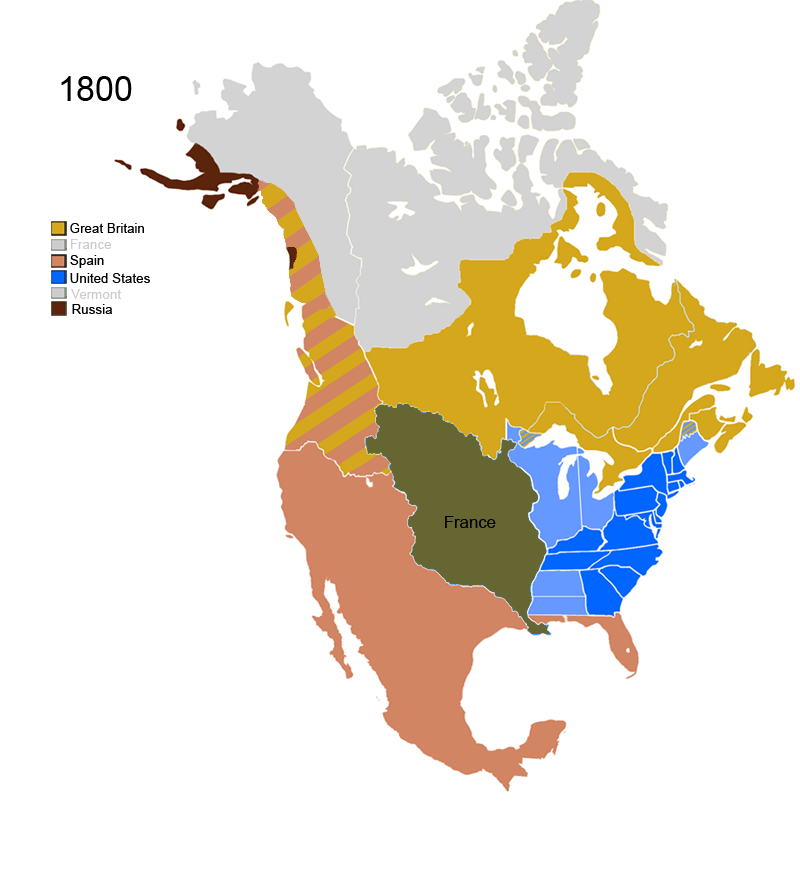 1800
Great Britain
France
Spain
United States
Vermont
Russia
France